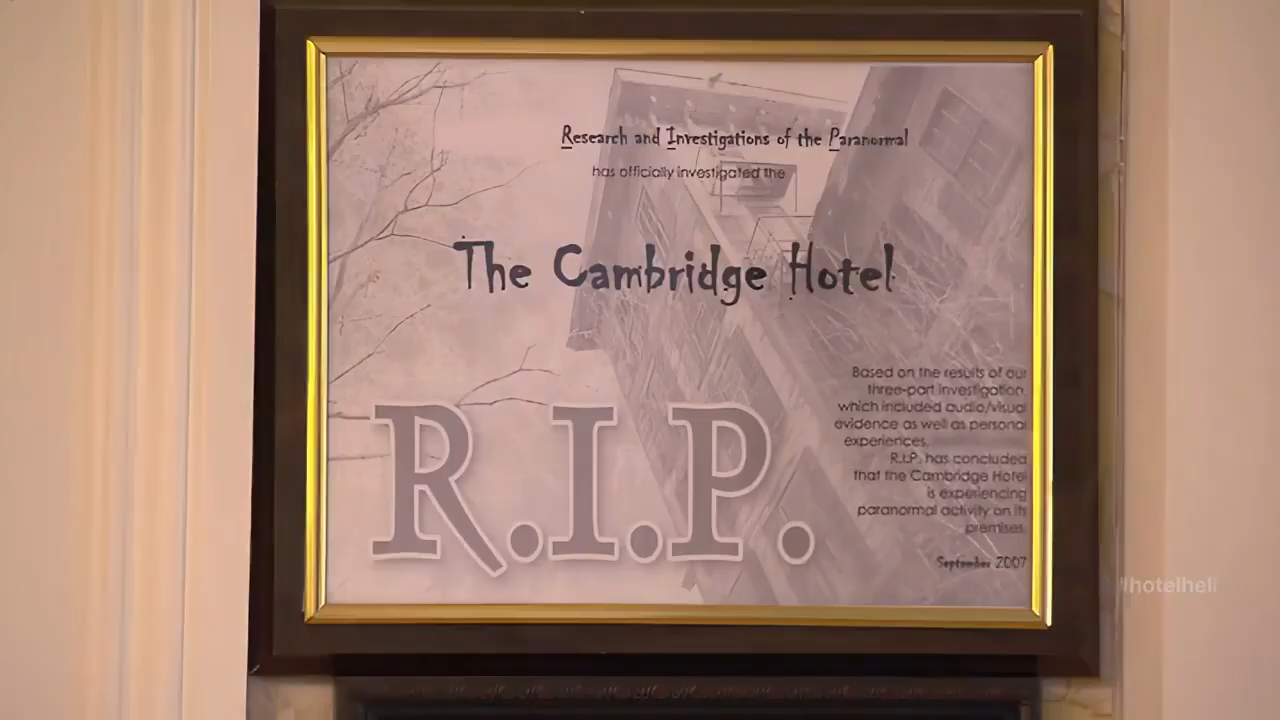 Research and Investigations of the Paranormal
has officially investigated the
The Cambridge Hotel
Based on the results of our
three-part investigation,
which included audio/visual
evidence as well as personal
experiences.
R.I.P. has concluded
that the Cambridge Hotel
is experiencing
paranormal activity on its
premises.
R.I.P.
September 2007
#hotelhell